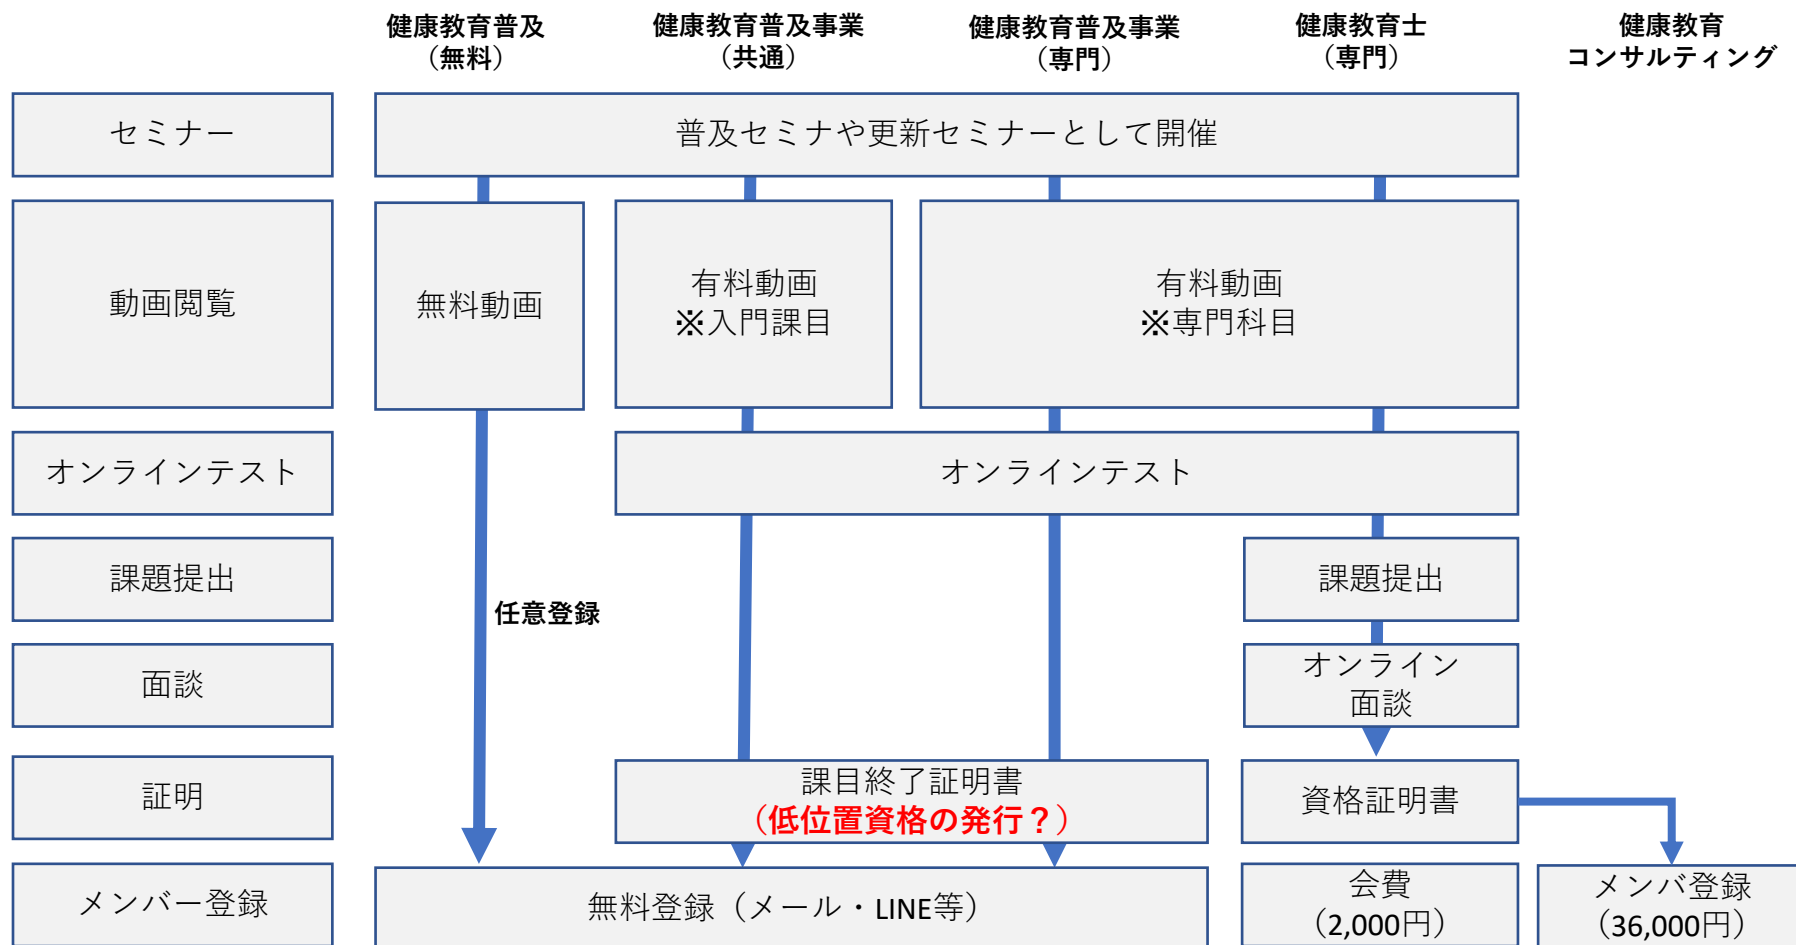 健康教育普及
（無料）
健康教育普及事業
（共通）
健康教育普及事業
（専門）
健康教育士
（専門）
健康教育
コンサルティング
セミナー
普及セミナや更新セミナーとして開催
動画閲覧
無料動画
有料動画
※入門課目
有料動画
※専門科目
オンラインテスト
オンラインテスト
課題提出
課題提出
任意登録
面談
オンライン
面談
証明
課目終了証明書
（低位置資格の発行？）
資格証明書
メンバー登録
無料登録（メール・LINE等）
会費
（2,000円）
メンバ登録
（36,000円）